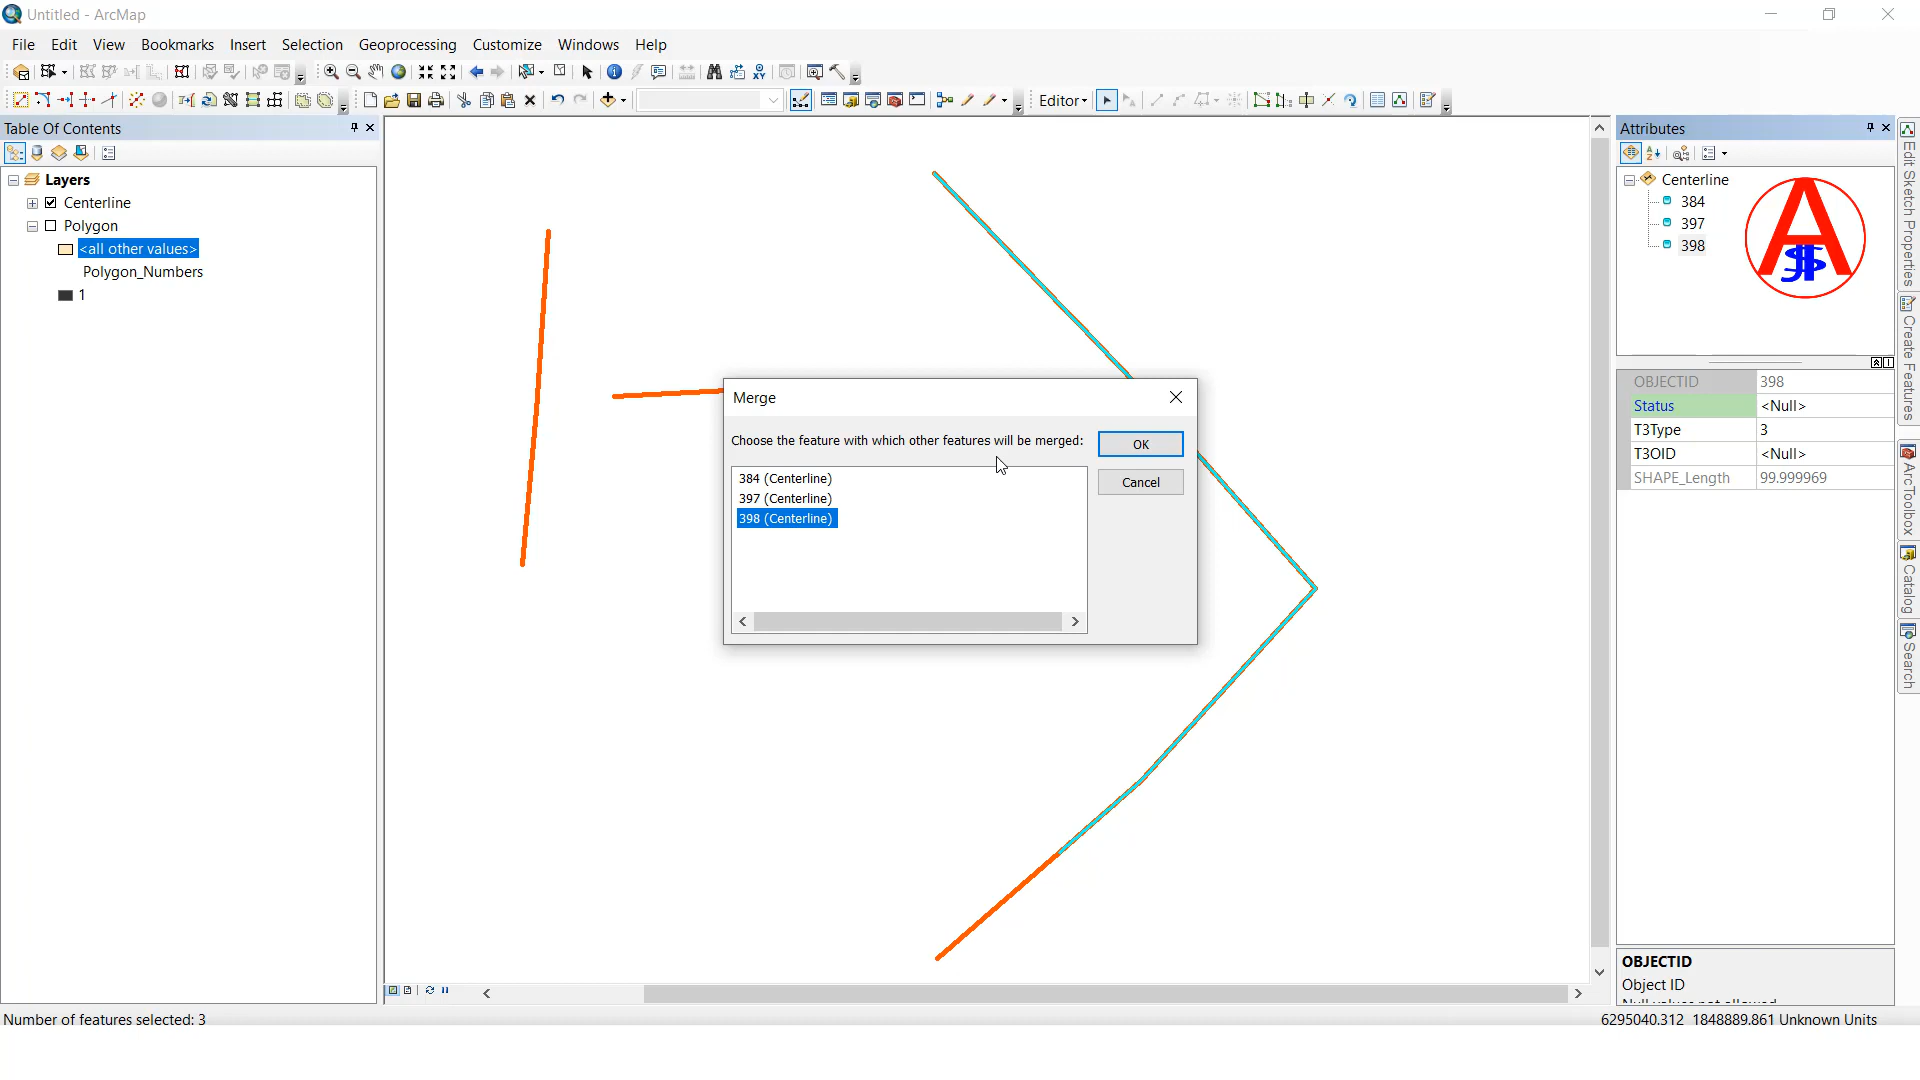 Untitled - ArcMap
File Edit View Bookmarks Insert Selection Geoprocessing Customize Windows Help
Editor
Table Of Contents
Layers
Centerline
Polygon
<all other values>
Polygon_Numbers
1
Merge
Choose the feature with which other features will be merged:
OK
Cancel
384 (Centerline)
397 (Centerline)
398 (Centerline)
Attributes
Centerline
384
397
398
OBJECTID 398
Status <Null>
T3Type 3
T3OID <Null>
SHAPE_Length 99.999969
OBJECTID
Object ID
Null values not allowed
Edit Sketch Properties
Create Features
ArcToolbox
Catalog
Search
Number of features selected: 3
6295040.312 1848889.861 Unknown Units